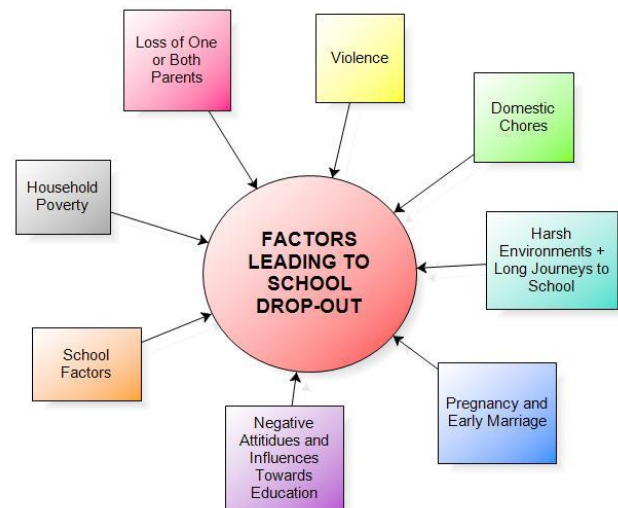 Loss of One
or Both
Parents
Violence
Domestic
Chores
Household
Poverty
FACTORS
LEADING TO
SCHOOL
DROP-OUT
Harsh
Environments +
Long Journeys to
School
School
Factors
Pregnancy and
Early Marriage
Negative
Attitidues and
Influences
Towards
Education